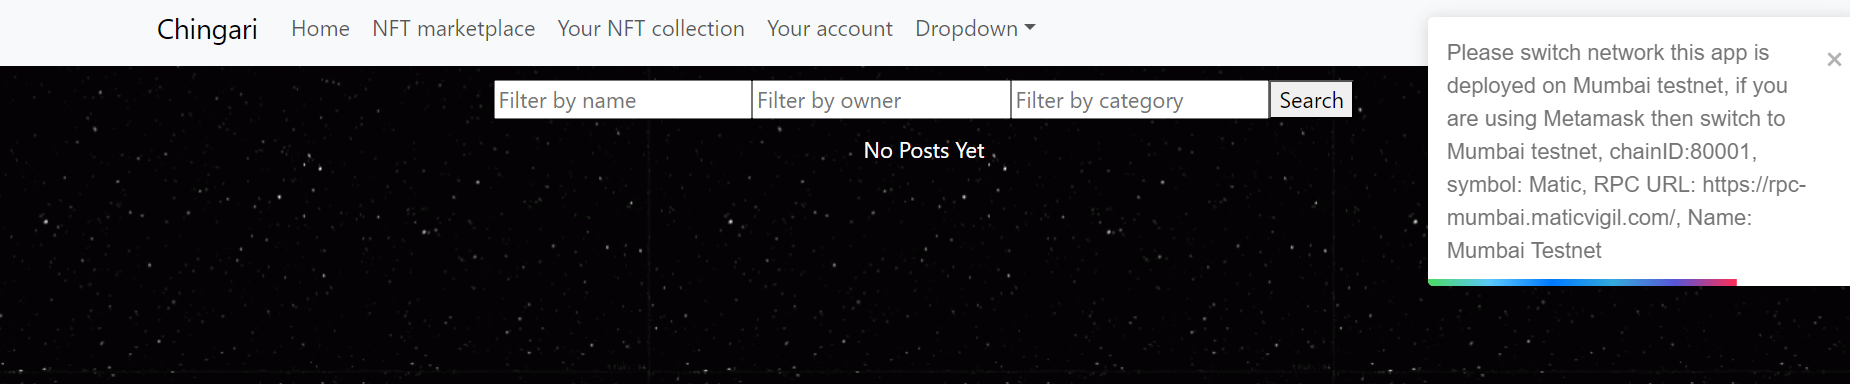 Chingari Home NFT marketplace Your NFT collection Your account Dropdown
Filter by name Filter by owner Filter by category Search
No Posts Yet
Please switch network this app is
deployed on Mumbai testnet, if you
are using Metamask then switch to
Mumbai testnet, chainID:80001,
symbol: Matic, RPC URL: https://rpc-
mumbai.maticvigil.com/, Name:
Mumbai Testnet